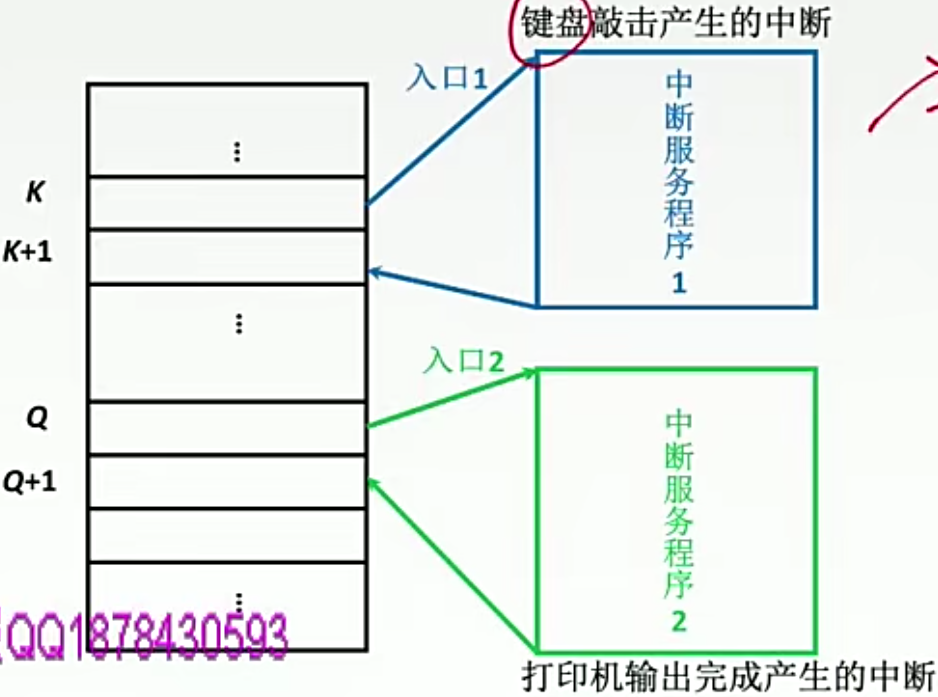 键盘敲击产生的中断
入口1
中断服务程序1
K
K+1
入口2
Q
中断服务程序2
Q+1
QQ1878430593
打印机输出完成产生的中断